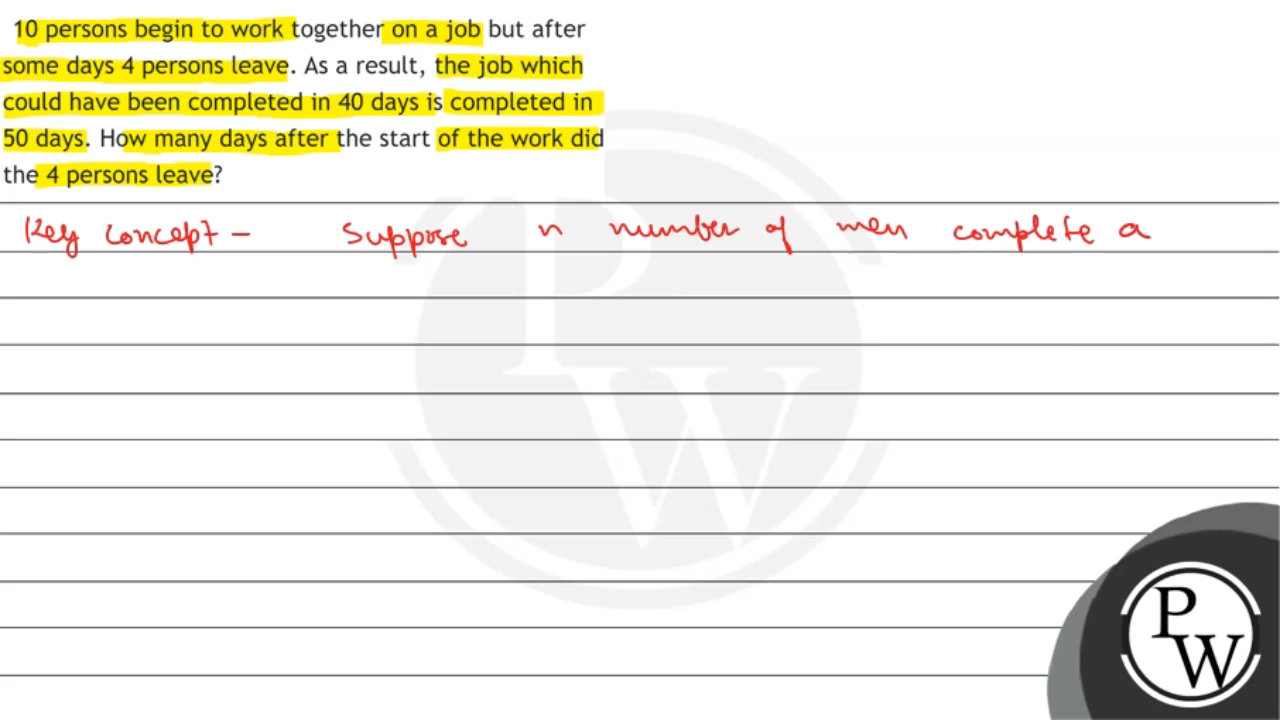 10 persons begin to work together on a job but after
some days 4 persons leave. As a result, the job which
could have been completed in 40 days is completed in
50 days. How many days after the start of the work did
the 4 persons leave?
Key concept - Suppose n number of men complete a
P
W
P
W